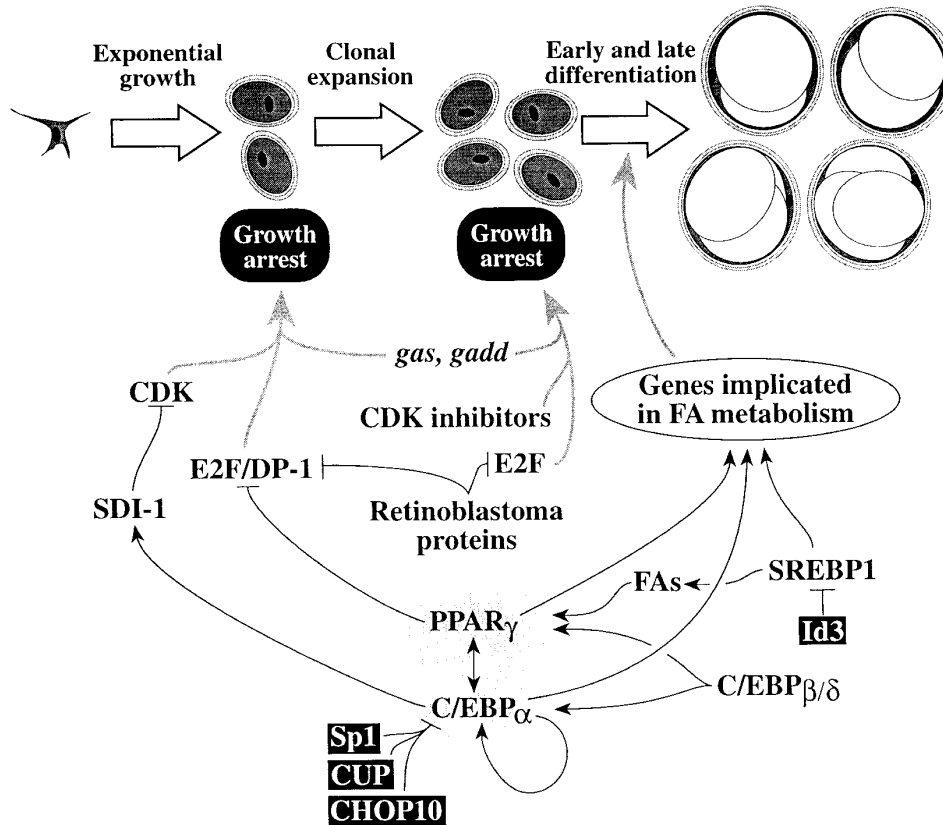 Exponential
growth
Clonal
expansion
Early and late
differentiation
Growth
arrest
Growth
arrest
gas, gadd
CDK
CDK inhibitors
Genes implicated
in FA metabolism
E2F/DP-1
E2F
SDI-1
Retinoblastoma
proteins
FAs
SREBP1
PPARγ
Id3
C/EBPβ/δ
C/EBPα
Sp1
CUP
CHOP10